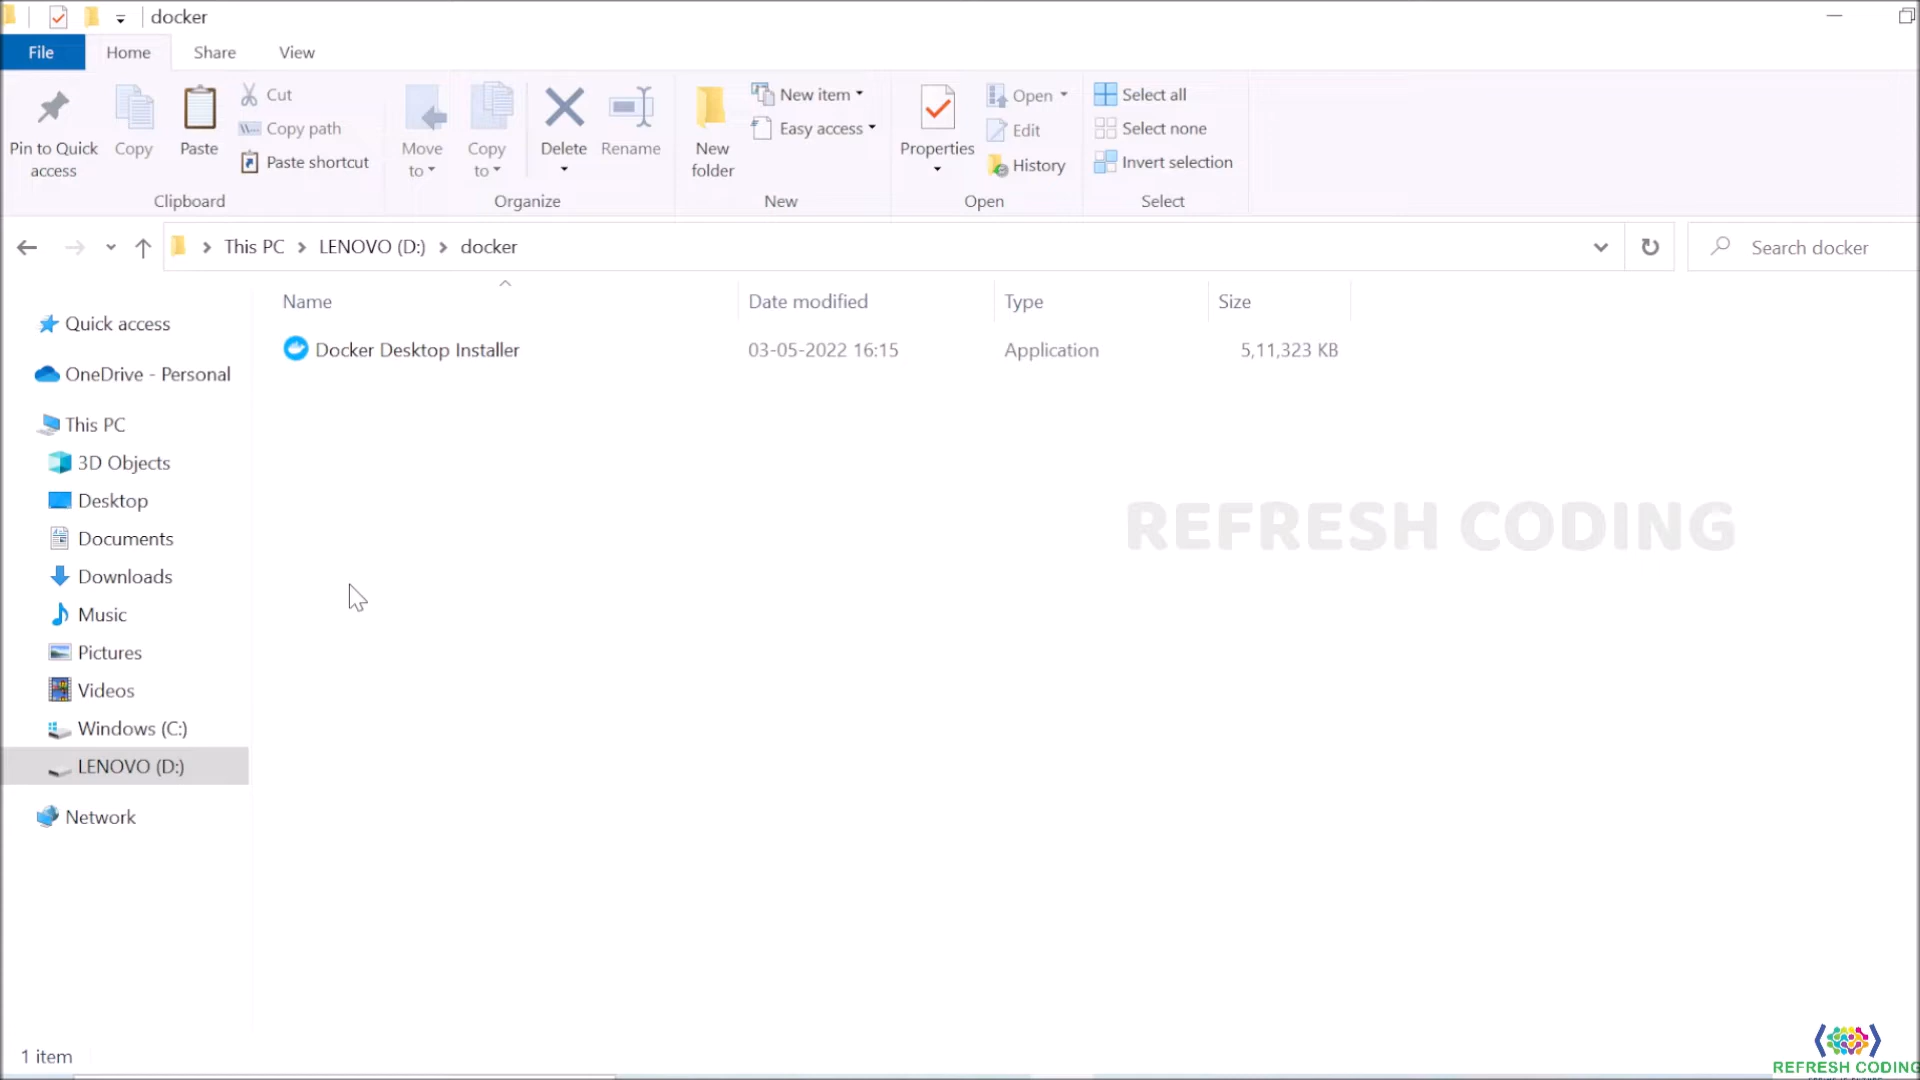 docker
File Home Share View
Pin to Quick access
Copy
Paste
Cut
Copy path
Paste shortcut
Clipboard
Move to
Copy to
Delete
Rename
Organize
New folder
New item
Easy access
New
Properties
Open
Edit
History
Open
Select all
Select none
Invert selection
Select
This PC > LENOVO (D:) > docker
Search docker
Name Date modified Type Size
Docker Desktop Installer 03-05-2022 16:15 Application 5,11,323 KB
Quick access
OneDrive - Personal
This PC
3D Objects
Desktop
Documents
Downloads
Music
Pictures
Videos
Windows (C:)
LENOVO (D:)
Network
REFRESH CODING
1 item
REFRESH CODING